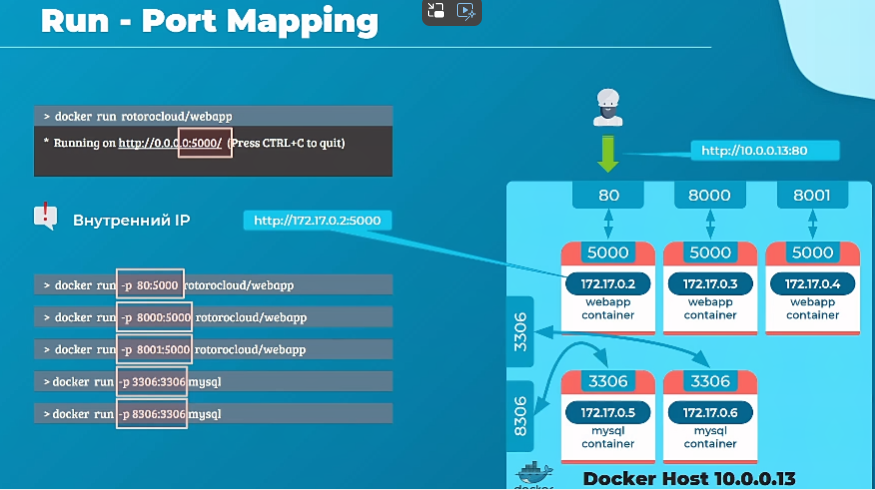 Run - Port Mapping
> docker run rotorocloud/webapp
* Running on http://0.0.0.0:5000/ (Press CTRL+C to quit)
! Внутренний IP
http://172.17.0.2:5000
> docker run -p 80:5000 rotorocloud/webapp
> docker run -p 8000:5000 rotorocloud/webapp
> docker run -p 8001:5000 rotorocloud/webapp
> docker run -p 3306:3306 mysql
> docker run -p 8306:3306 mysql
http://10.0.0.13:80
80 8000 8001
5000 5000 5000
172.17.0.2 172.17.0.3 172.17.0.4
webapp webapp webapp
container container container
3306
8306
3306 3306
172.17.0.5 172.17.0.6
mysql mysql
container container
docker
Docker Host 10.0.0.13